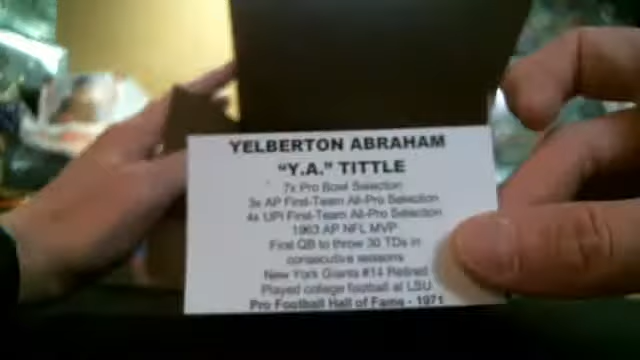 YELBERTON ABRAHAM
"Y.A." TITTLE
7x Pro Bowl Selection
3x AP First-Team All-Pro Selection
4x UPI First-Team All-Pro Selection
1963 AP NFL MVP
First QB to throw 30 TDs in
consecutive seasons
New York Giants #14 Retired
Played college football at LSU
Pro Football Hall of Fame - 1971